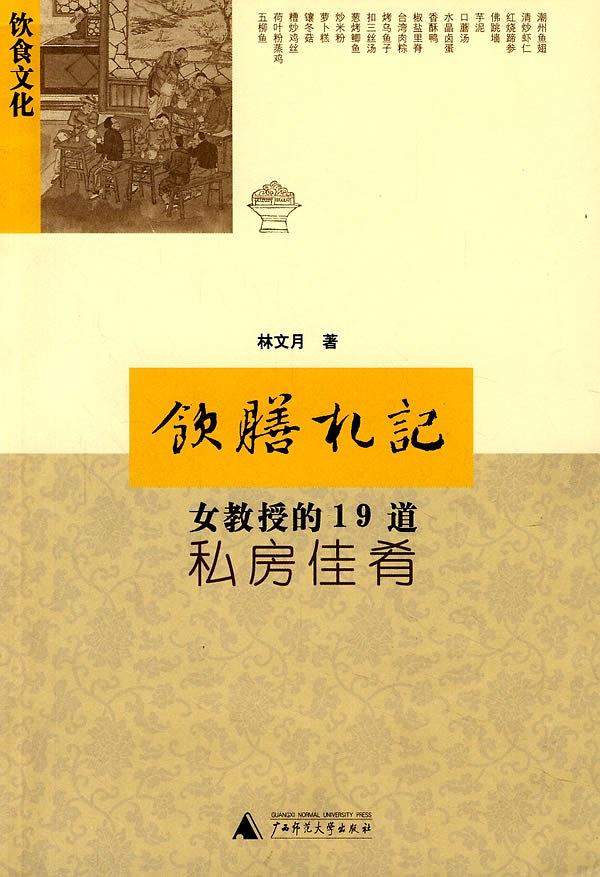 饮食文化
潮州鱼翅
清炒虾仁
红烧蹄参
佛跳墙
芋泥
口蘑汤
水晶卤蛋
香酥鸭
椒盐里脊
台湾肉粽
烤乌鱼子
扣三丝汤
葱烤鲫鱼
炒米粉
萝卜糕
镶冬菇
糟炒鸡丝
荷叶粉蒸鸡
五柳鱼
林文月 著
飲膳札記
女教授的19道
私房佳肴
GUANGXI NORMAL UNIVERSITY PRESS
广西师范大学出版社